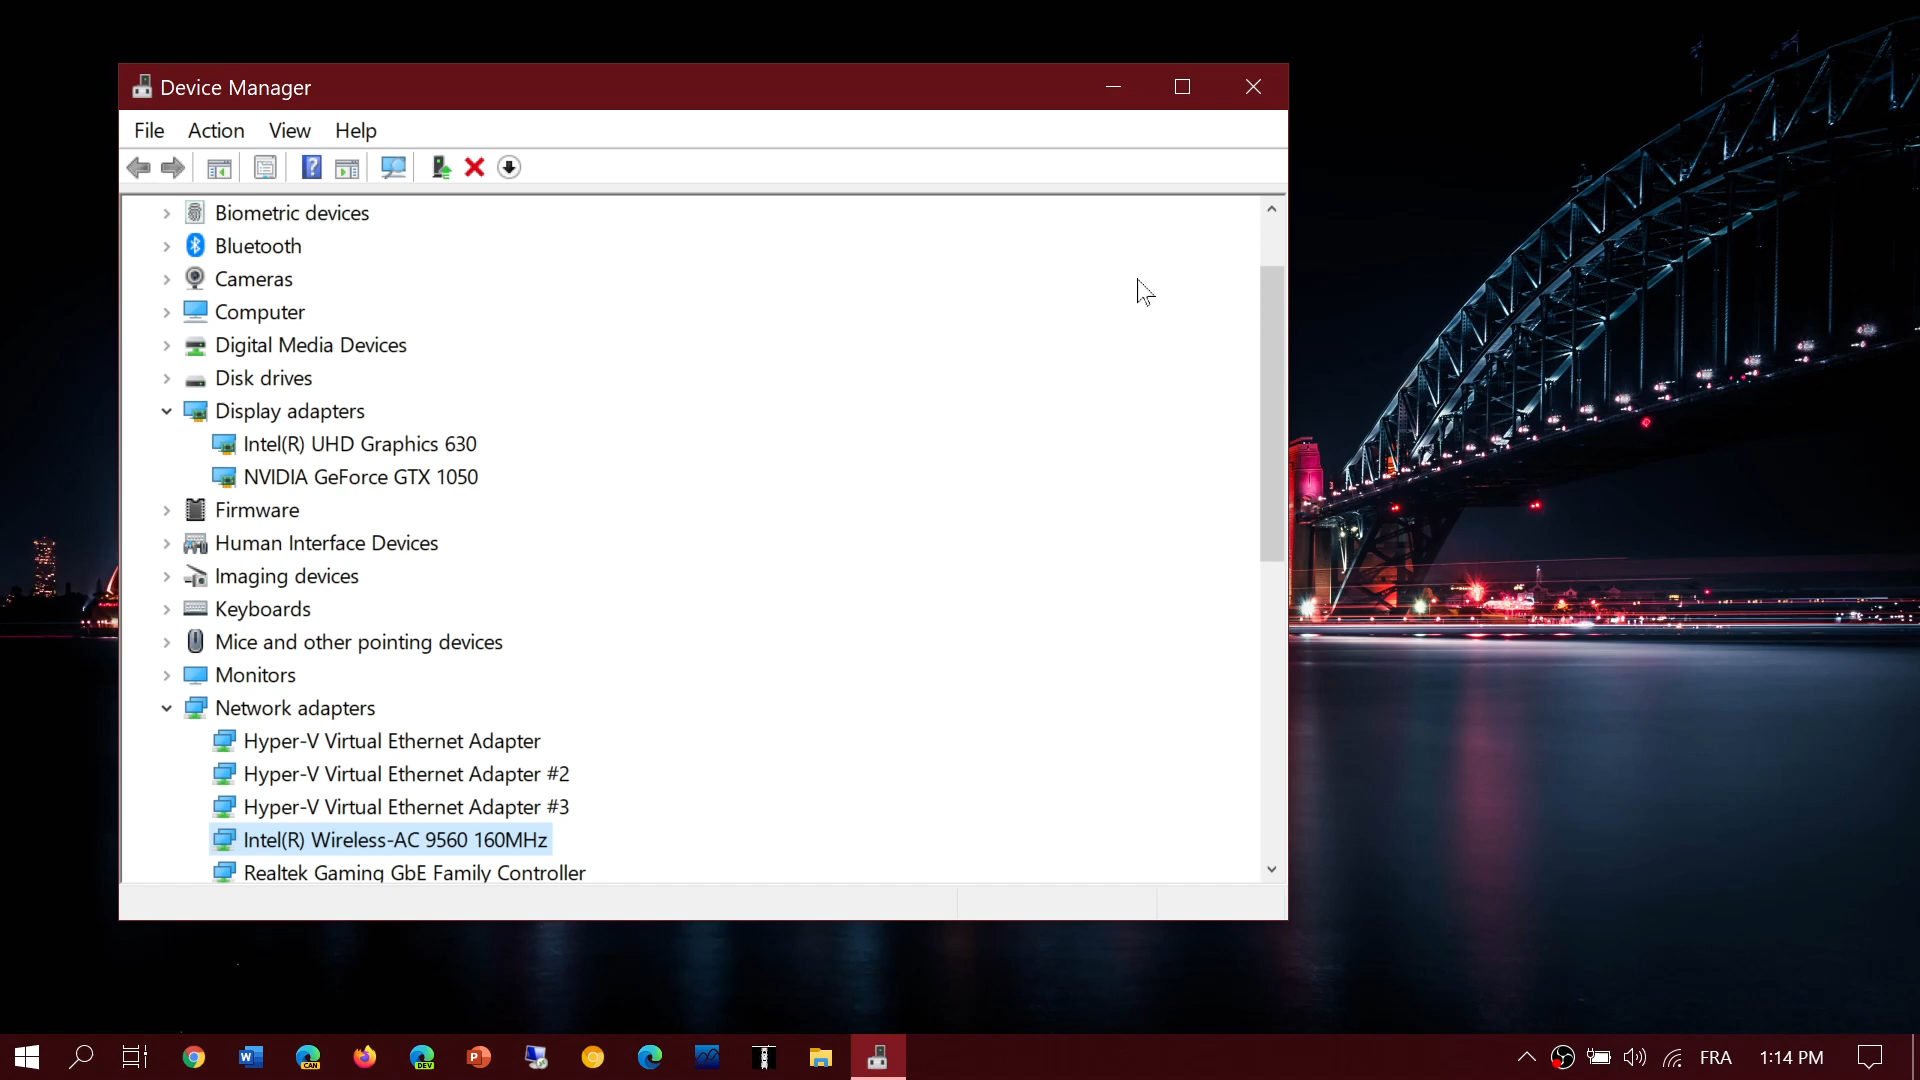 Device Manager
File Action View Help
?
Biometric devices
Bluetooth
Cameras
Computer
Digital Media Devices
Disk drives
Display adapters
Intel(R) UHD Graphics 630
NVIDIA GeForce GTX 1050
Firmware
Human Interface Devices
Imaging devices
Keyboards
Mice and other pointing devices
Monitors
Network adapters
Hyper-V Virtual Ethernet Adapter
Hyper-V Virtual Ethernet Adapter #2
Hyper-V Virtual Ethernet Adapter #3
Intel(R) Wireless-AC 9560 160MHz
Realtek Gaming GbE Family Controller
W CAN DEV P FRA 1:14 PM